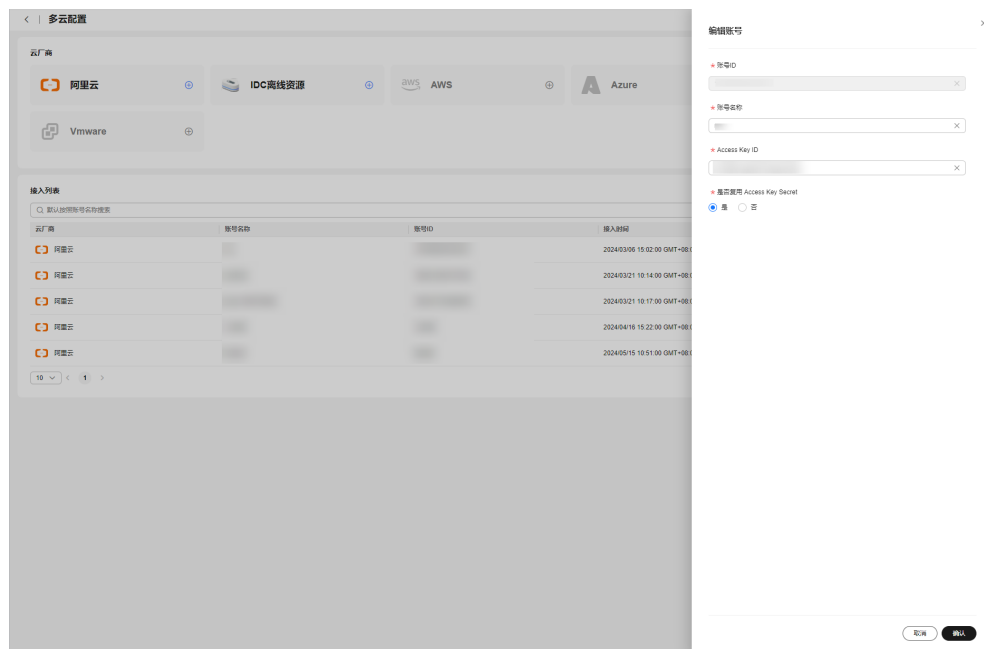 多云配置
云厂商
阿里云
IDC离线资源
aws AWS
Azure
Vmware
接入列表
默认按照账号名称搜索
云厂商 账号名称 账号ID 接入时间
阿里云 2024/03/06 15:02:00 GMT+08:0
阿里云 2024/03/21 10:14:00 GMT+08:0
阿里云 2024/03/21 10:17:00 GMT+08:0
阿里云 2024/04/16 15:22:00 GMT+08:0
阿里云 2024/05/15 10:51:00 GMT+08:0
10 1
编辑账号
* 账号ID
* 账号名称
* Access Key ID
* 是否复用 Access Key Secret
是 否
取消 确认